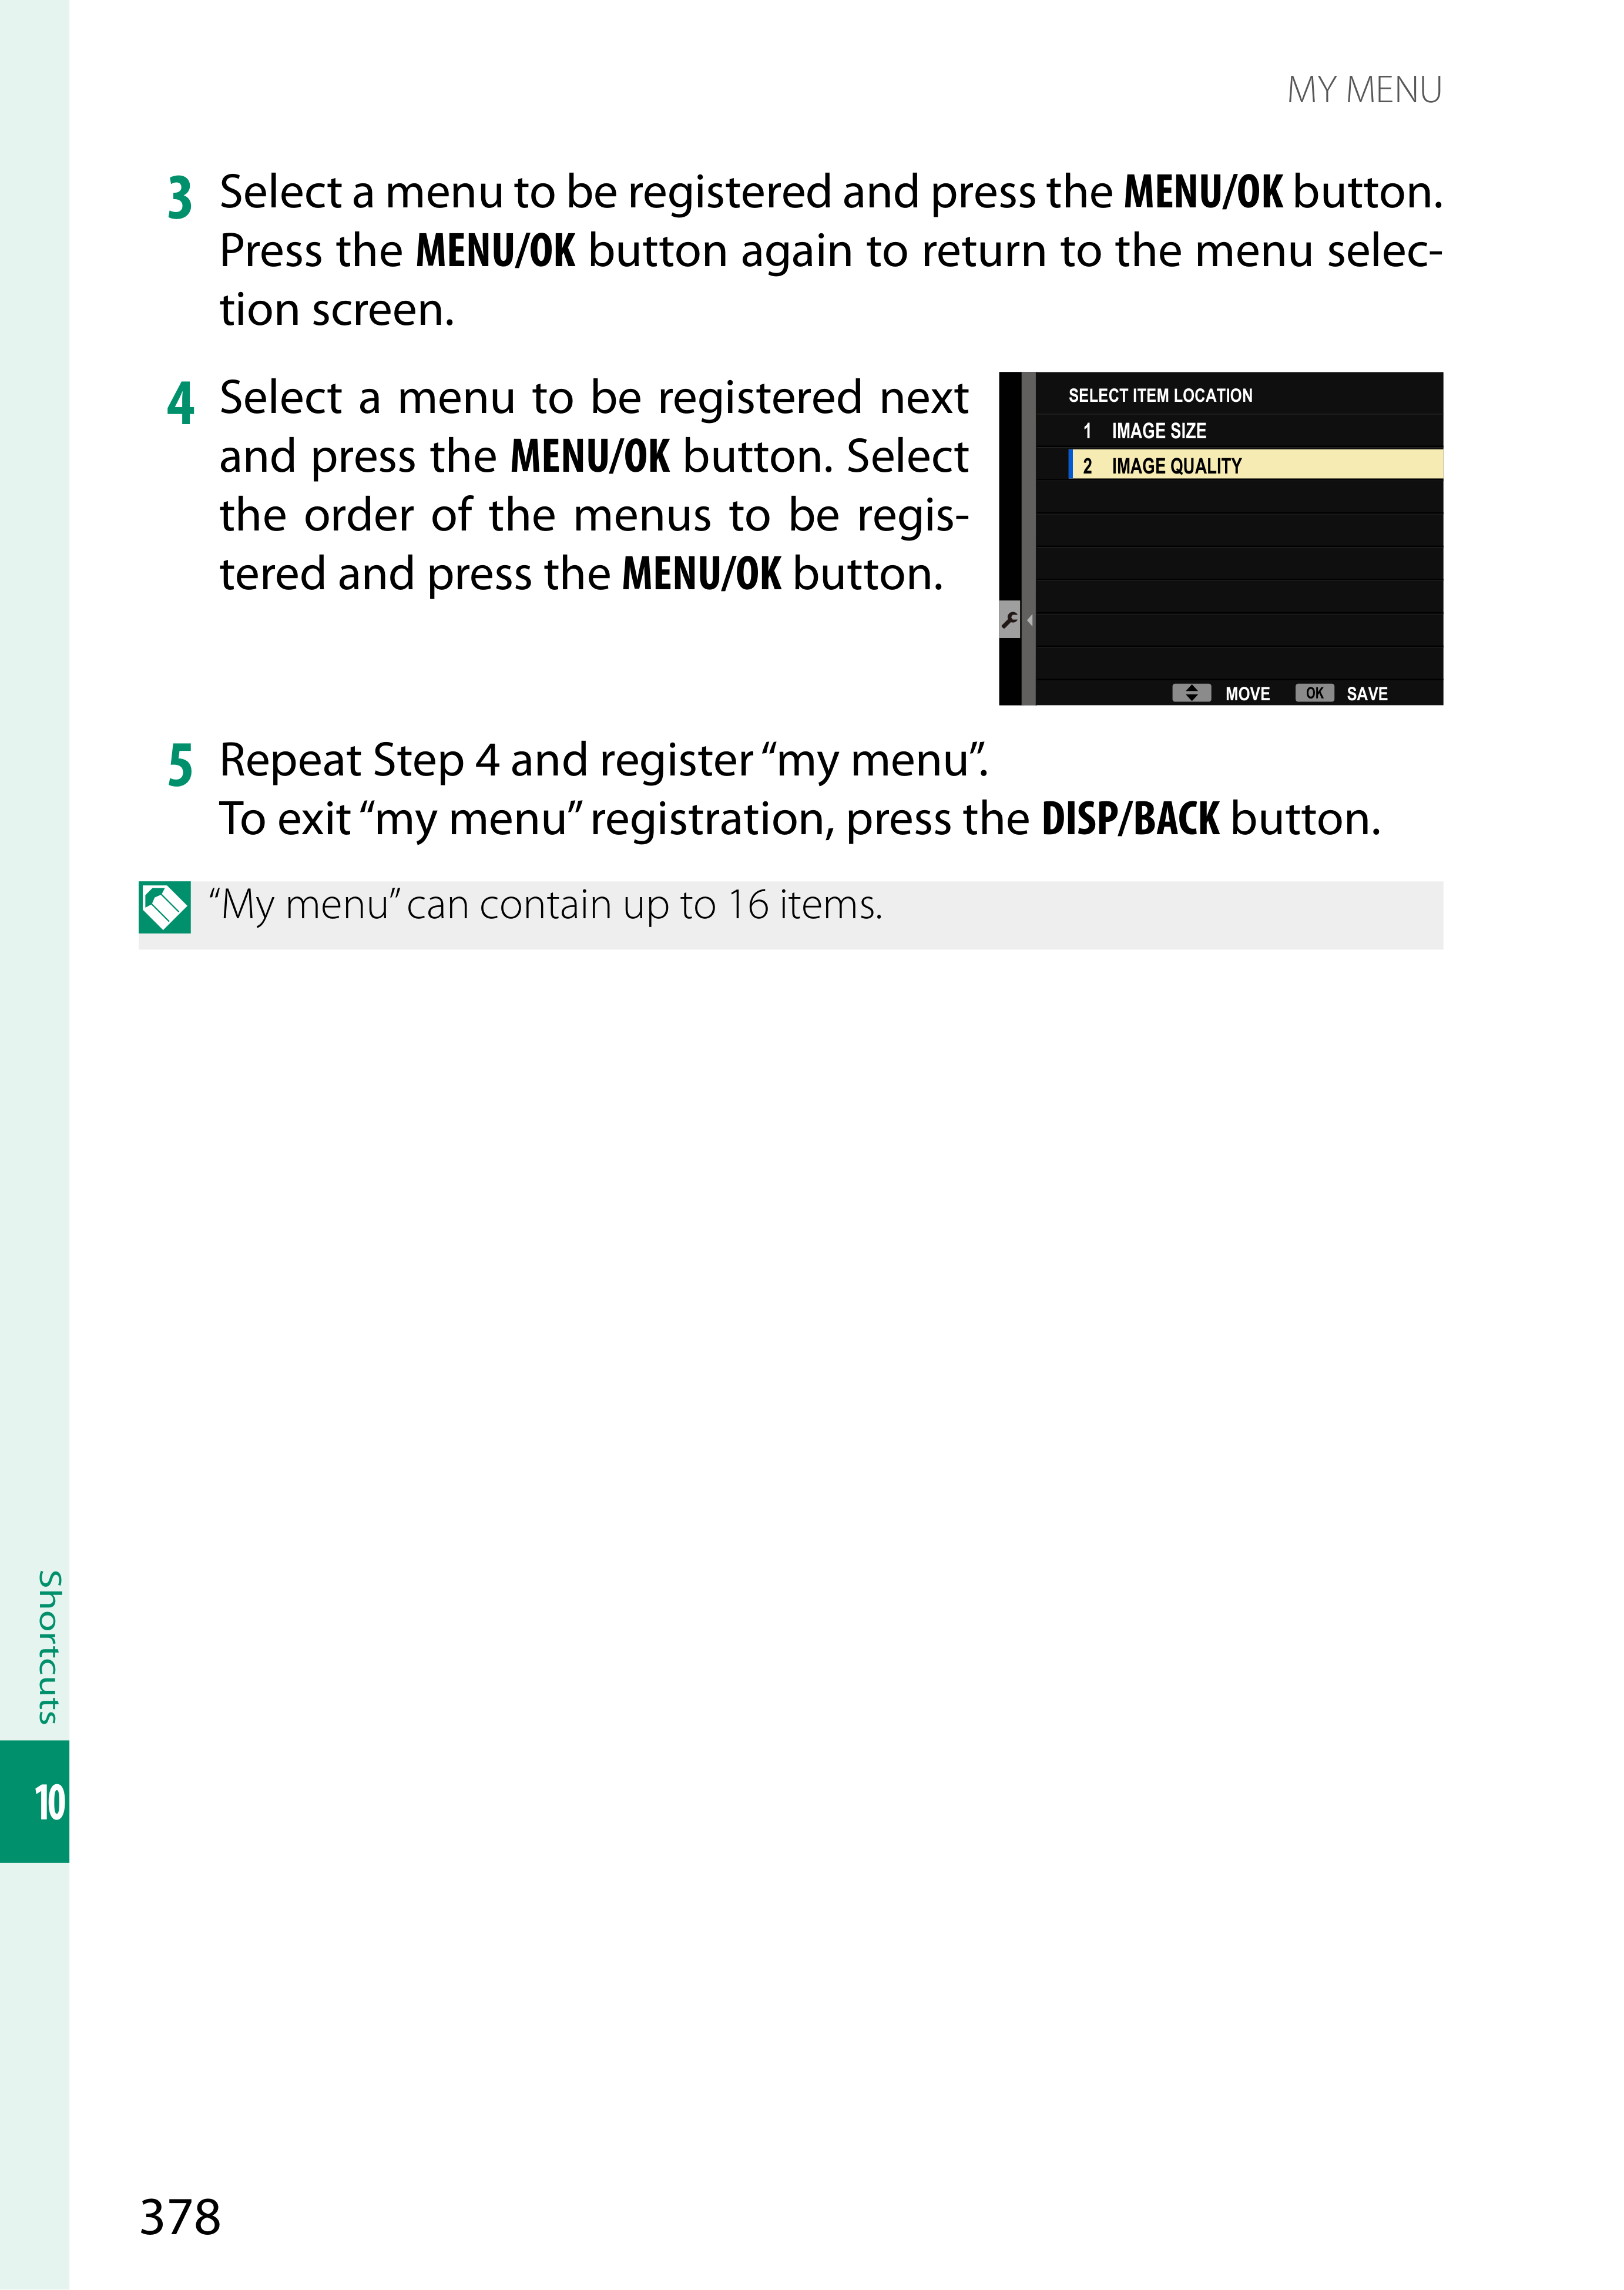 MY MENU
3 Select a menu to be registered and press the MENU/OK button.
Press the MENU/OK button again to return to the menu selec-
tion screen.
4 Select a menu to be registered next
and press the MENU/OK button. Select
the order of the menus to be regis-
tered and press the MENU/OK button.
SELECT ITEM LOCATION
1 IMAGE SIZE
2 IMAGE QUALITY
MOVE OK SAVE
5 Repeat Step 4 and register “my menu”.
To exit “my menu” registration, press the DISP/BACK button.
“My menu” can contain up to 16 items.
Shortcuts
10
378